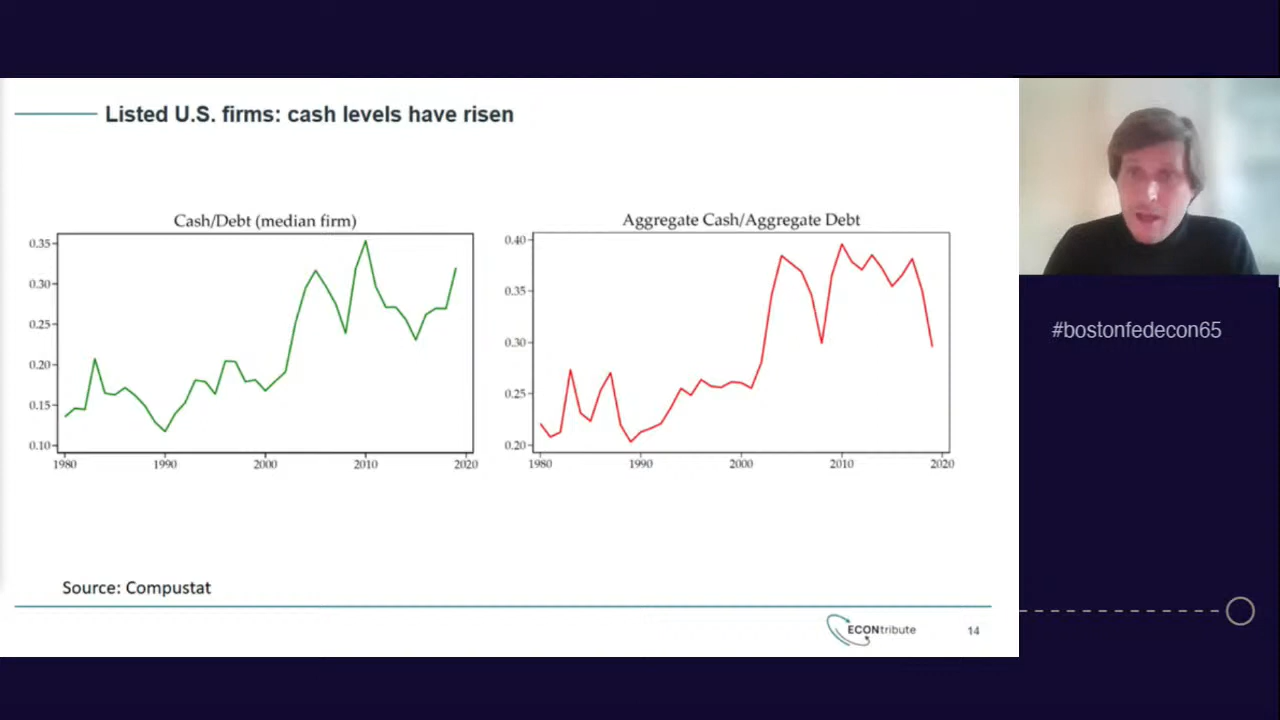 Listed U.S. firms: cash levels have risen
Cash/Debt (median firm)
0.35
0.30
0.25
0.20
0.15
0.10
1980 1990 2000 2010 2020
Aggregate Cash/Aggregate Debt
0.40
0.35
0.30
0.25
0.20
1980 1990 2000 2010 2020
#bostonfedecon65
Source: Compustat
ECONtribute
14